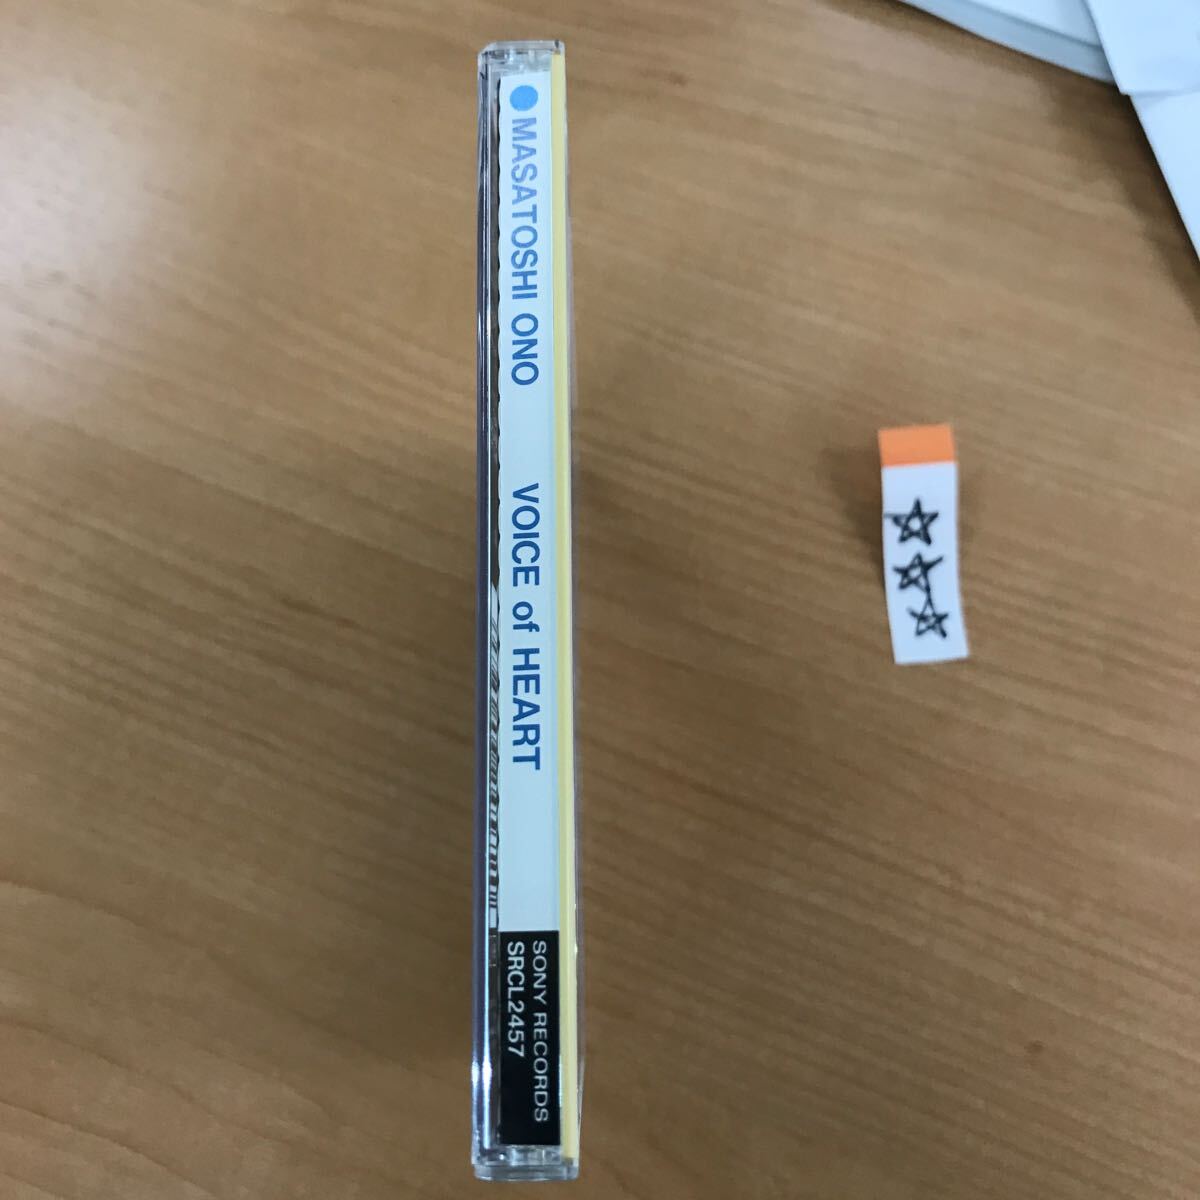 MASATOSHI ONO VOICE of HEART
SONY RECORDS
SRCL2457